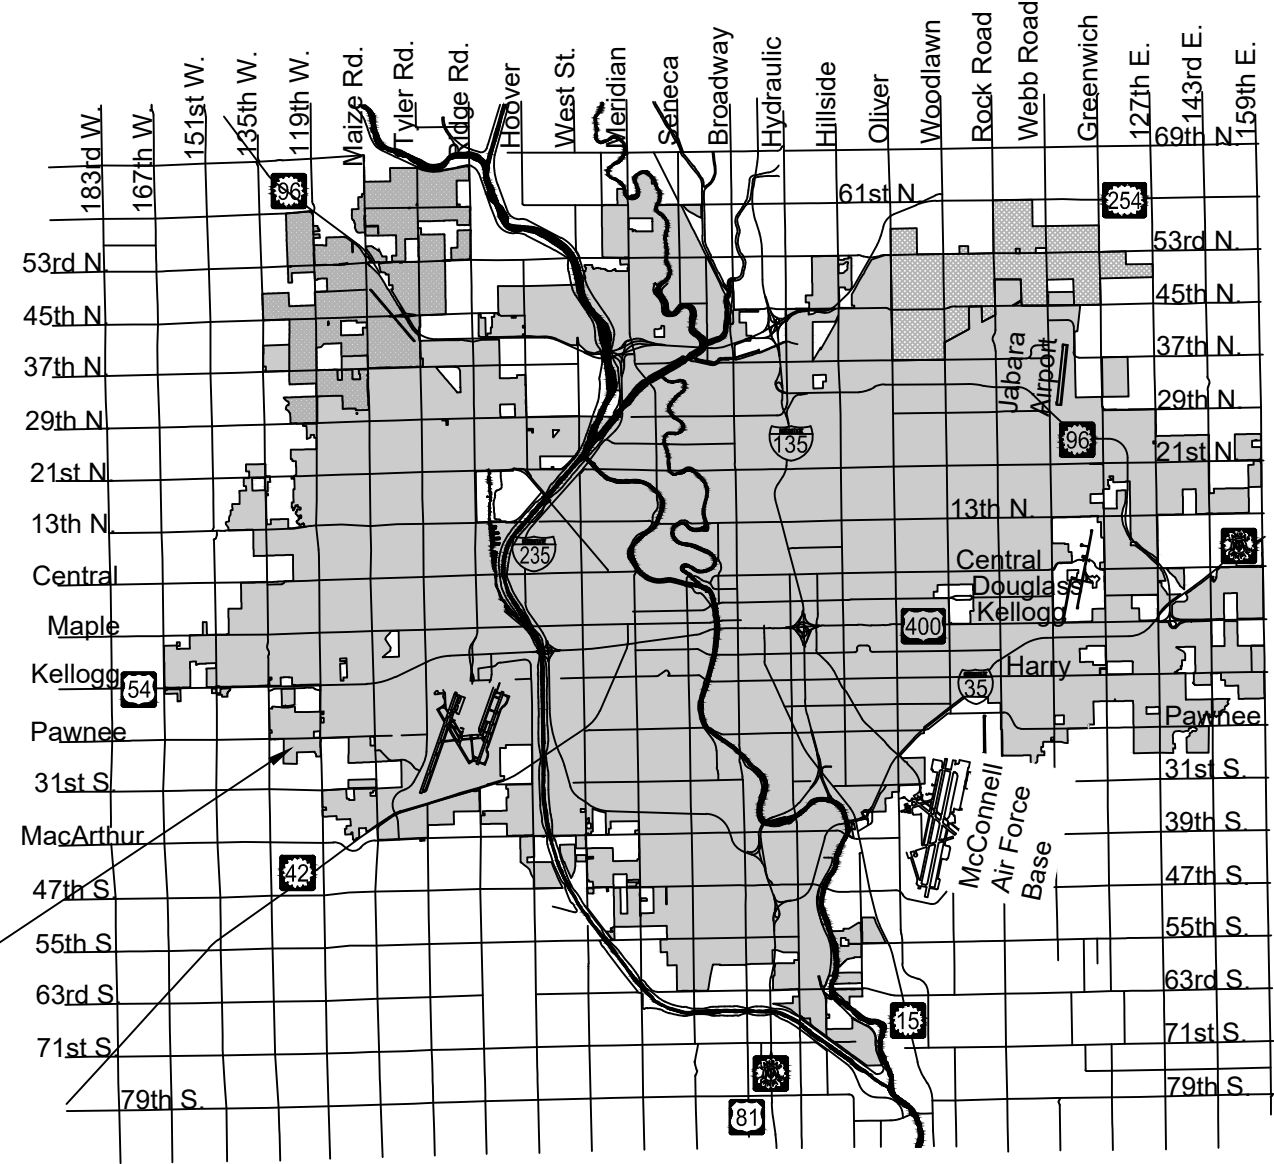 183rd W.
167th W.
151st W.
135th W.
119th W.
Maize Rd.
Tyler Rd.
Ridge Rd.
Hoover
West St.
Meridian
Seneca
Broadway
Hydraulic
Hillside
Oliver
Woodlawn
Rock Road
Webb Road
Greenwich
127th E.
143rd E.
159th E.
69th N.
96
61st N.
254
53rd N.
53rd N.
45th N.
45th N.
37th N.
37th N.
Jabara
Airport
29th N.
29th N.
135
96
21st N.
21st N.
13th N.
13th N.
235
Central
Central
Douglass
Maple
Kellogg
400
Kellogg
54
Harry
35
Pawnee
Pawnee
31st S.
31st S.
McConnell
Air Force
Base
MacArthur
39th S.
42
47th S.
47th S.
55th S.
55th S.
63rd S.
63rd S.
15
71st S.
71st S.
79th S.
79th S.
81